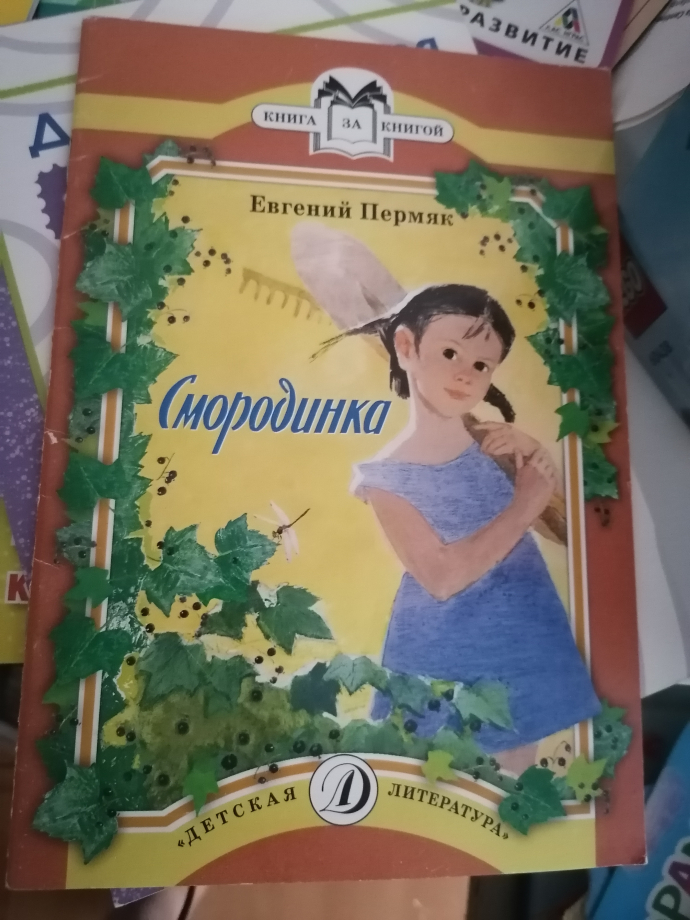 РАЗВИТИЕ
КНИГА ЗА КНИГОЙ
Евгений Пермяк
Смородинка
«ДЕТСКАЯ Д ЛИТЕРАТУРА»